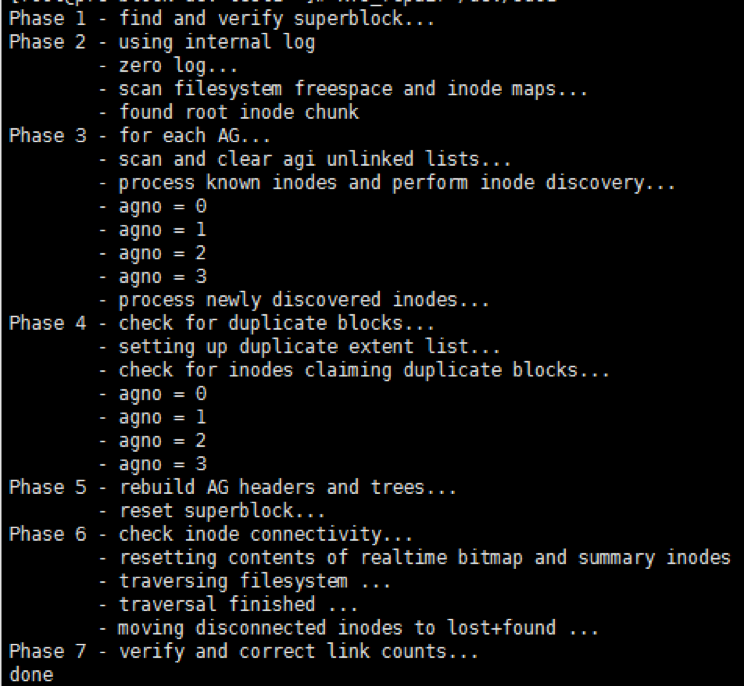 Phase 1 - find and verify superblock...
Phase 2 - using internal log
        - zero log...
        - scan filesystem freespace and inode maps...
        - found root inode chunk
Phase 3 - for each AG...
        - scan and clear agi unlinked lists...
        - process known inodes and perform inode discovery...
        - agno = 0
        - agno = 1
        - agno = 2
        - agno = 3
        - process newly discovered inodes...
Phase 4 - check for duplicate blocks...
        - setting up duplicate extent list...
        - check for inodes claiming duplicate blocks...
        - agno = 0
        - agno = 1
        - agno = 2
        - agno = 3
Phase 5 - rebuild AG headers and trees...
        - reset superblock...
Phase 6 - check inode connectivity...
        - resetting contents of realtime bitmap and summary inodes
        - traversing filesystem ...
        - traversal finished ...
        - moving disconnected inodes to lost+found ...
Phase 7 - verify and correct link counts...
done